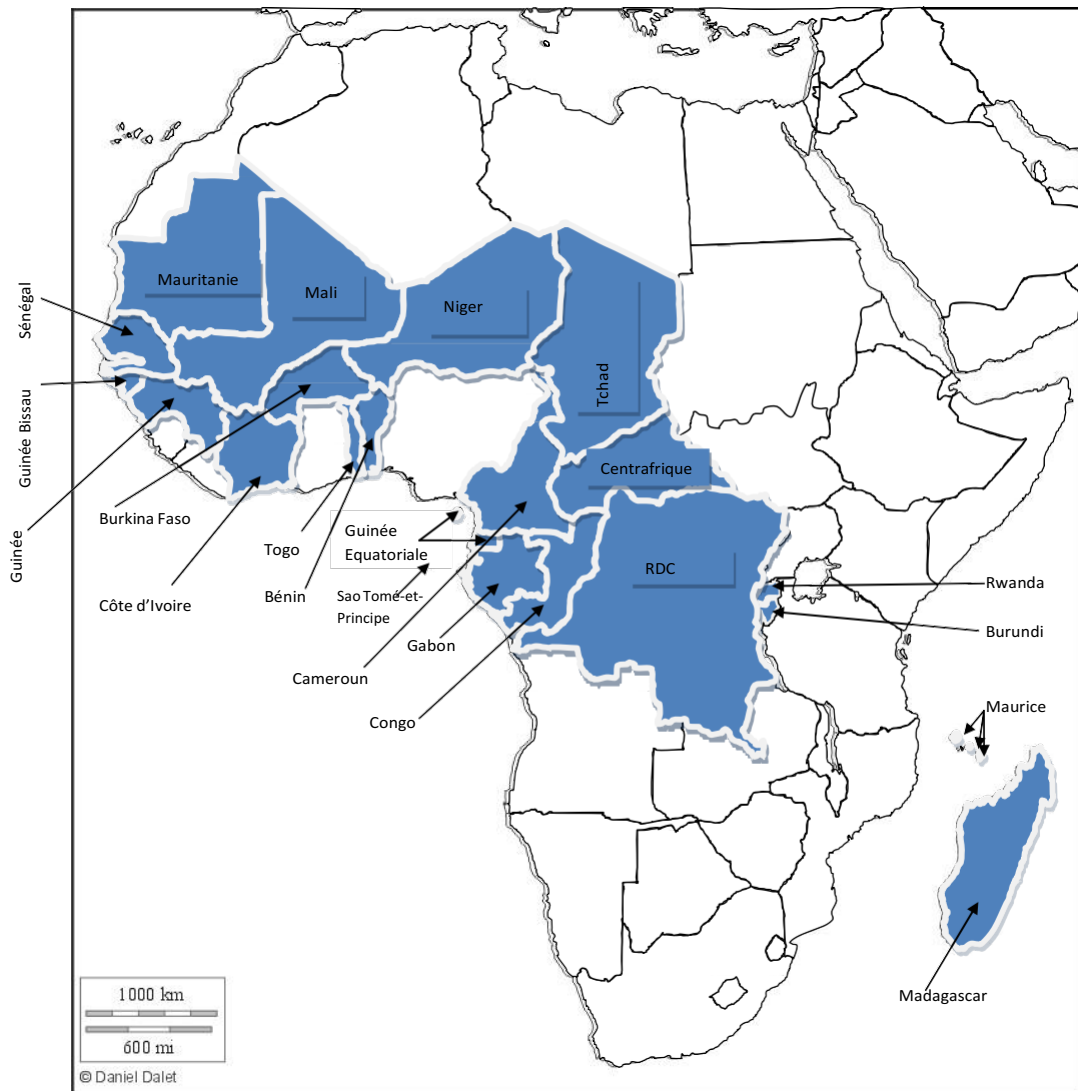 Mauritanie
Mali
Niger
Tchad
Sénégal
Guinée Bissau
Guinée
Burkina Faso
Côte d'Ivoire
Togo
Bénin
Guinée
Equatoriale
Sao Tomé-et-
Principe
Gabon
Cameroun
Congo
Centrafrique
RDC
Rwanda
Burundi
Maurice
Madagascar
1000 km
600 mi
© Daniel Dalet